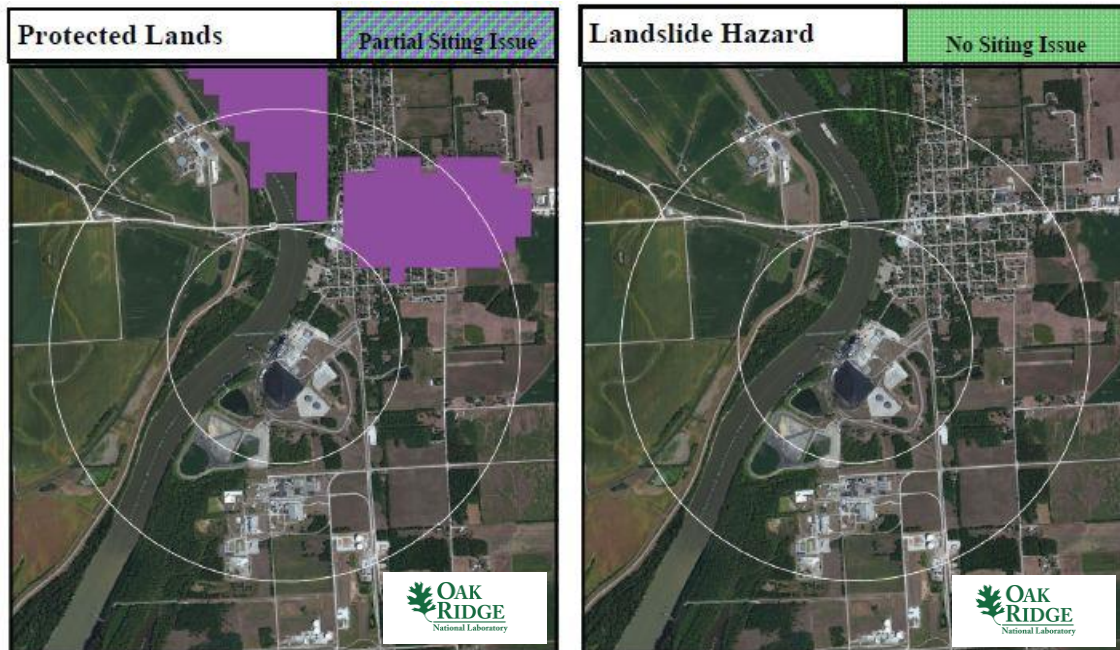 Protected Lands
Partial Siting Issue
OAK
RIDGE
National Laboratory
Landslide Hazard
No Siting Issue
OAK
RIDGE
National Laboratory